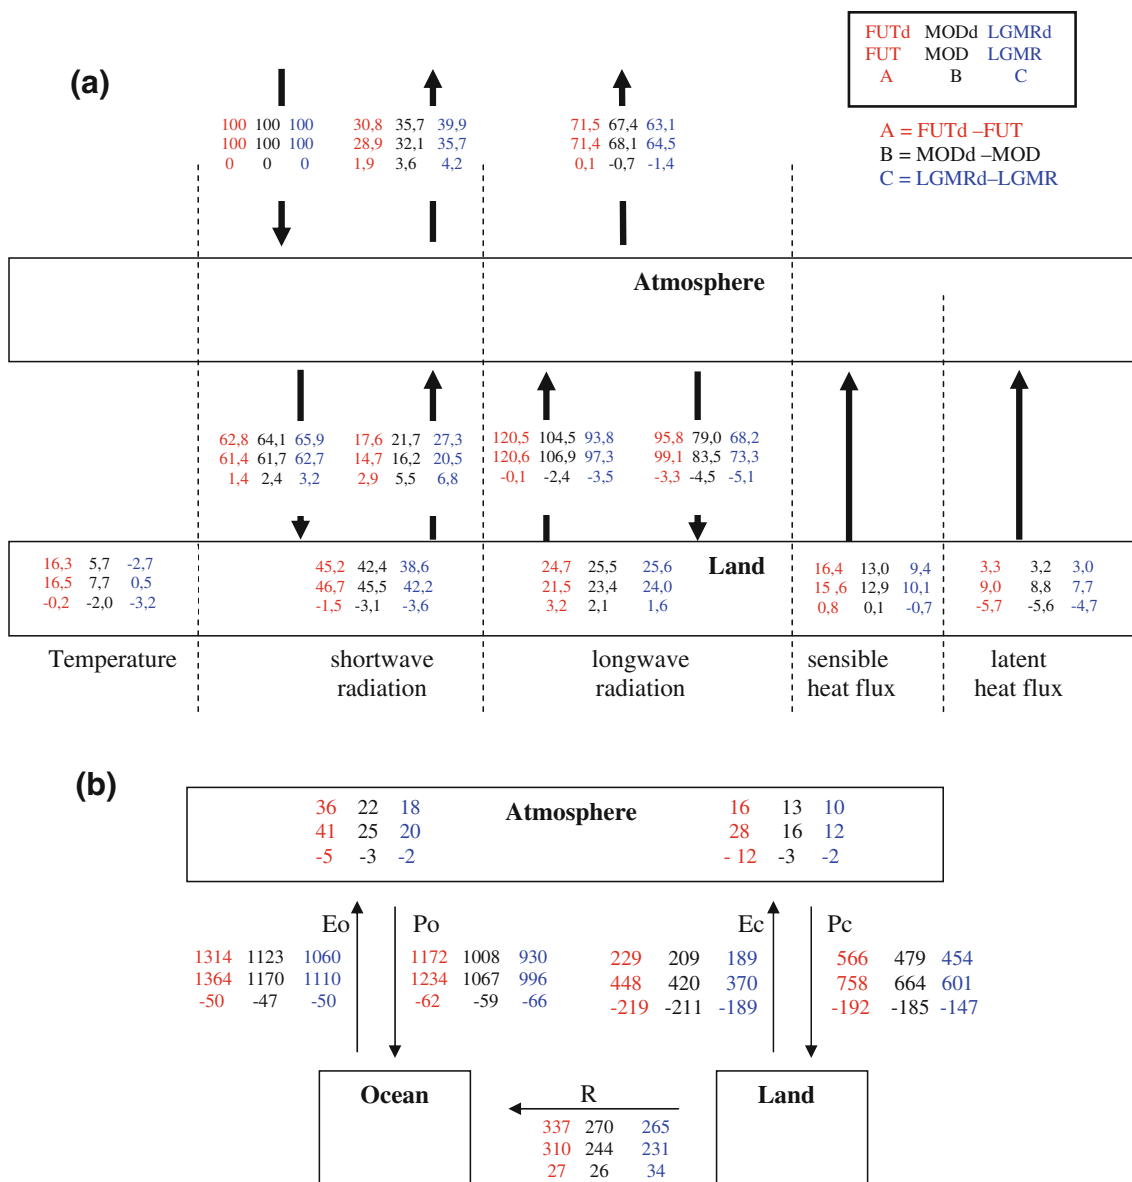 FUTd MODd LGMRd
FUT MOD LGMR
A B C
A = FUTd –FUT
B = MODd –MOD
C = LGMRd–LGMR
(a)
100 100 100 30,8 35,7 39,9 71,5 67,4 63,1
100 100 100 28,9 32,1 35,7 71,4 68,1 64,5
0 0 0 1,9 3,6 4,2 0,1 -0,7 -1,4
Atmosphere
62,8 64,1 65,9 17,6 21,7 27,3 120,5 104,5 93,8 95,8 79,0 68,2
61,4 61,7 62,7 14,7 16,2 20,5 120,6 106,9 97,3 99,1 83,5 73,3
1,4 2,4 3,2 2,9 5,5 6,8 -0,1 -2,4 -3,5 -3,3 -4,5 -5,1
Land
16,3 5,7 -2,7 45,2 42,4 38,6 24,7 25,5 25,6 16,4 13,0 9,4 3,3 3,2 3,0
16,5 7,7 0,5 46,7 45,5 42,2 21,5 23,4 24,0 15 ,6 12,9 10,1 9,0 8,8 7,7
-0,2 -2,0 -3,2 -1,5 -3,1 -3,6 3,2 2,1 1,6 0,8 0,1 -0,7 -5,7 -5,6 -4,7
Temperature shortwave longwave sensible latent
radiation radiation heat flux heat flux
(b)
36 22 18 Atmosphere 16 13 10
41 25 20 28 16 12
-5 -3 -2 - 12 -3 -2
Eo Po Ec Pc
1314 1123 1060 1172 1008 930 229 209 189 566 479 454
1364 1170 1110 1234 1067 996 448 420 370 758 664 601
-50 -47 -50 -62 -59 -66 -219 -211 -189 -192 -185 -147
Ocean R Land
337 270 265
310 244 231
27 26 34